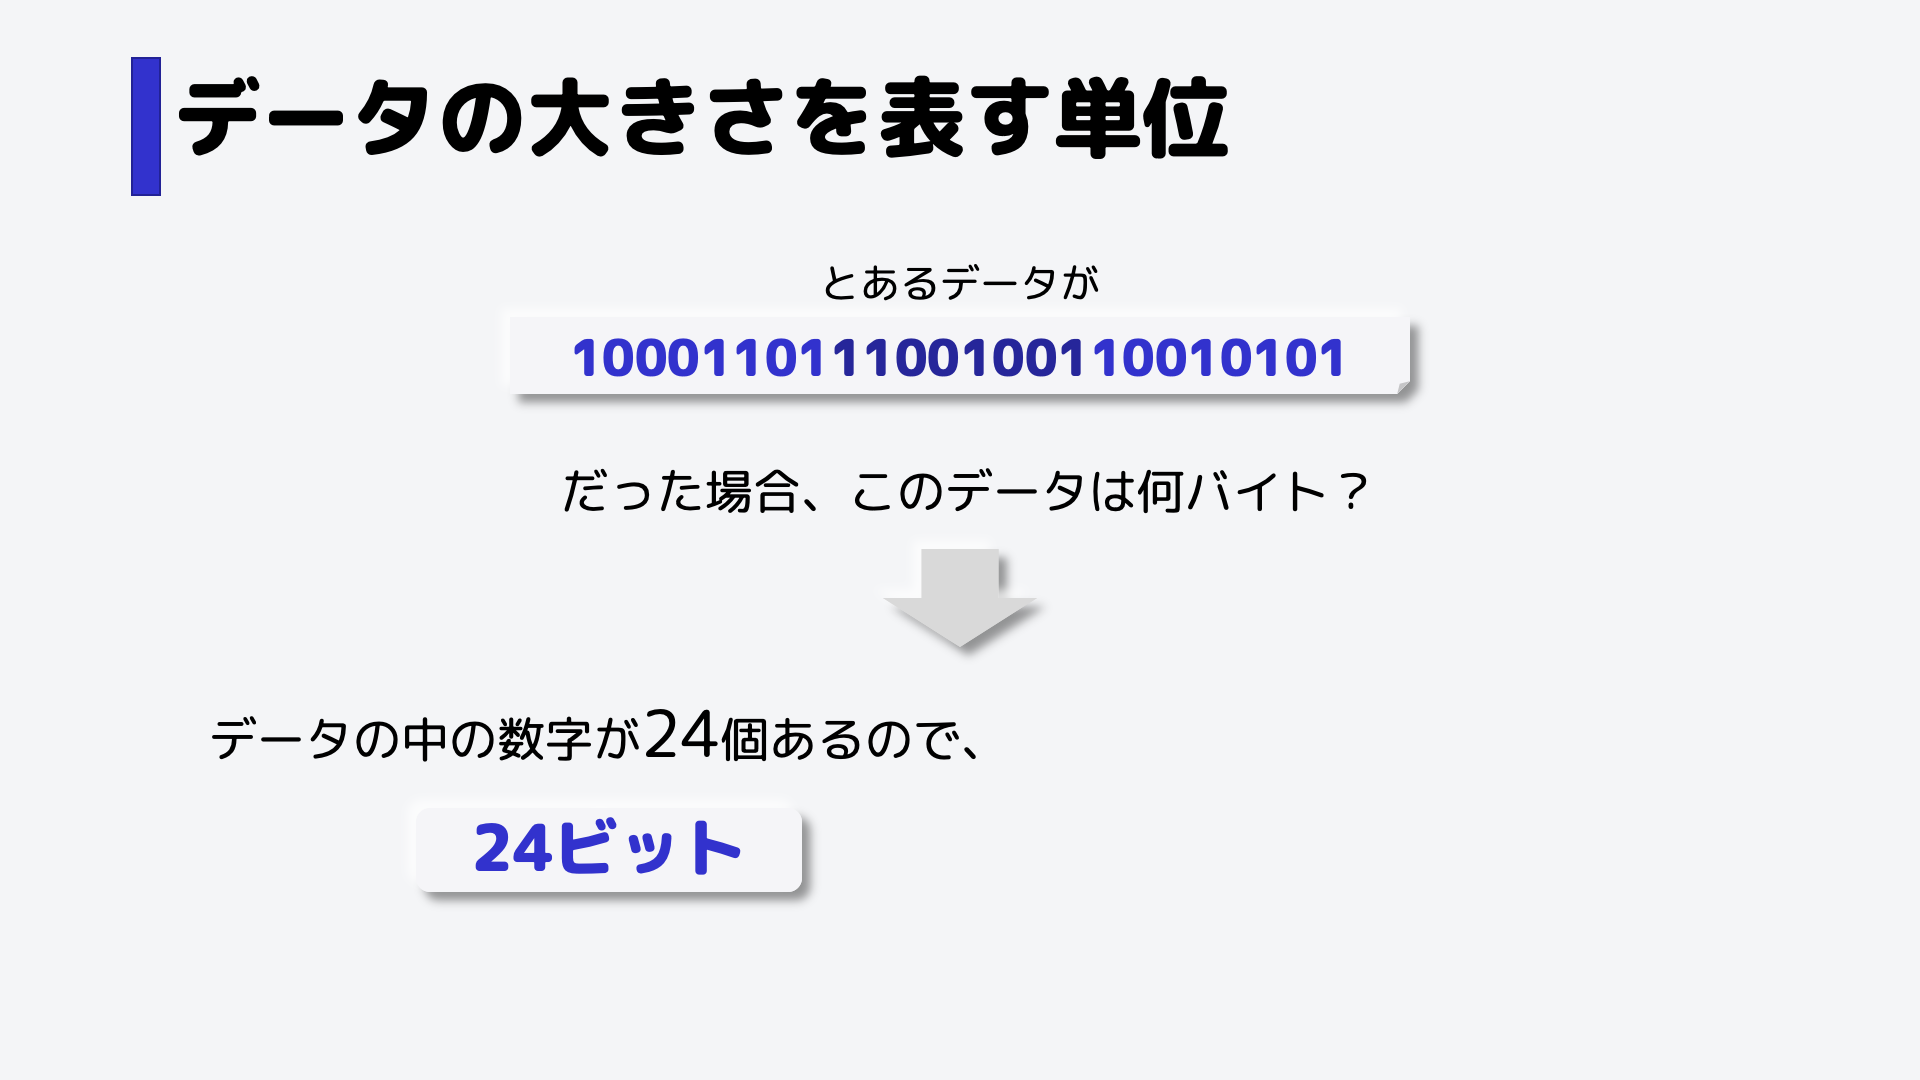 データの大きさを表す単位
とあるデータが
100011011100100110010101
だった場合、このデータは何バイト？
データの中の数字が24個あるので、
24ビット